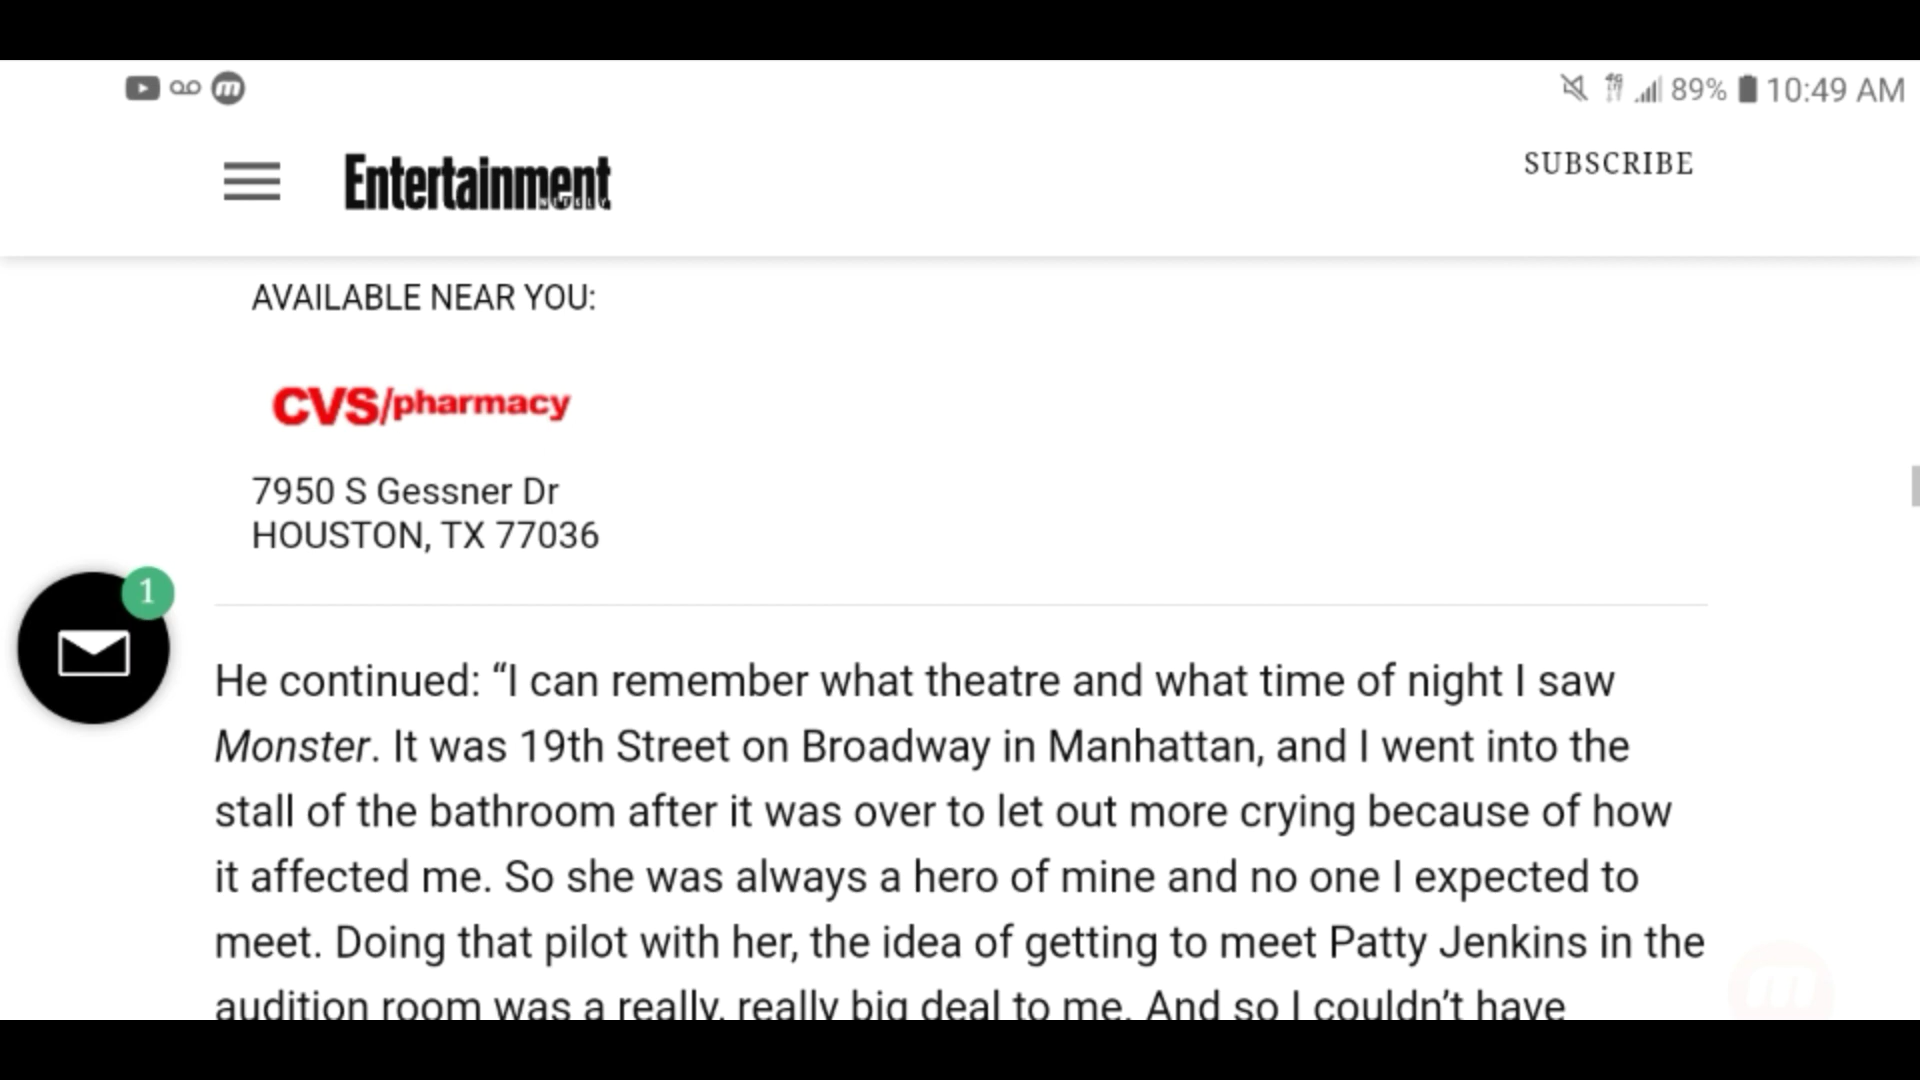 89% 10:49 AM
Entertainment
WEEKLY
SUBSCRIBE
AVAILABLE NEAR YOU:
CVS/pharmacy
7950 S Gessner Dr
HOUSTON, TX 77036
1
He continued: “I can remember what theatre and what time of night I saw
Monster. It was 19th Street on Broadway in Manhattan, and I went into the
stall of the bathroom after it was over to let out more crying because of how
it affected me. So she was always a hero of mine and no one I expected to
meet. Doing that pilot with her, the idea of getting to meet Patty Jenkins in the
audition room was a really, really big deal to me. And so I couldn’t have